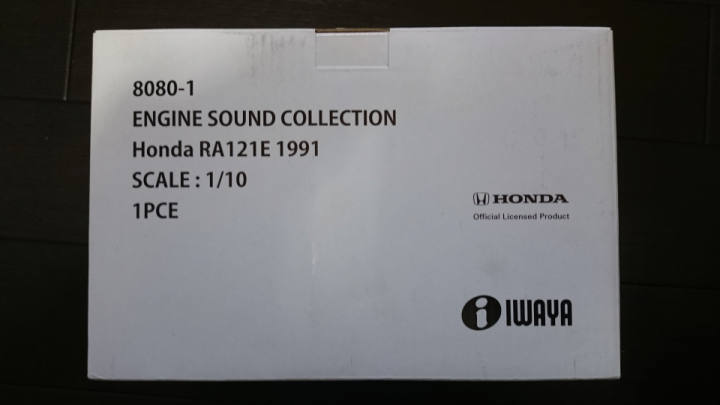 8080-1
ENGINE SOUND COLLECTION
Honda RA121E 1991
SCALE : 1/10
1PCE
HONDA
Official Licensed Product
i IWAYA